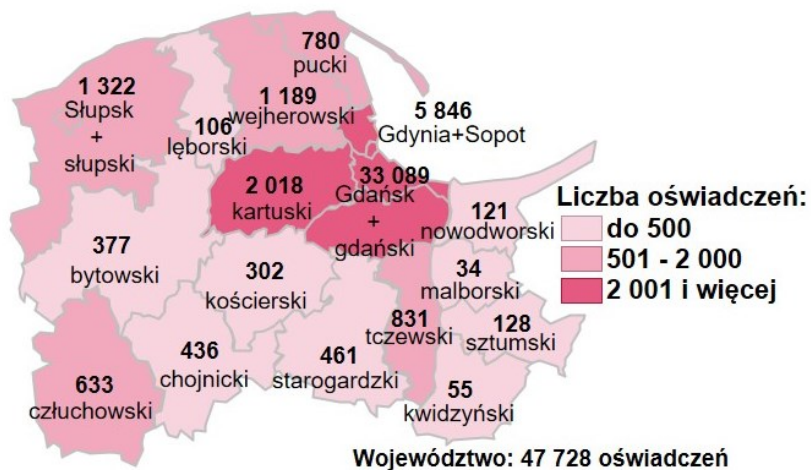 780
pucki
1 322
Słupsk
+
słupski
1 189
wejherowski
106
lęborski
5 846
Gdynia+Sopot
2 018
kartuski
33 089
Gdańsk
+
gdański
121
nowodworski
377
bytowski
302
kościerski
34
malborski
831
tczewski
128
sztumski
436
chojnicki
461
starogardzki
633
człuchowski
55
kwidzyński
Liczba oświadczeń:
do 500
501 - 2 000
2 001 i więcej
Województwo: 47 728 oświadczeń